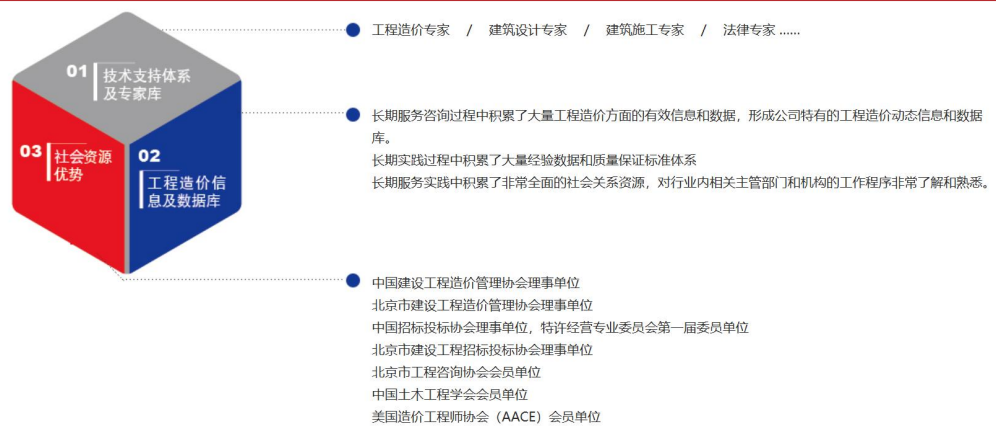 工程造价专家 / 建筑设计专家 / 建筑施工专家 / 法律专家 ......
01
技术支持体系
及专家库
长期服务咨询过程中积累了大量工程造价方面的有效信息和数据，形成公司特有的工程造价动态信息和数据
库。
长期实践过程中积累了大量经验数据和质量保证标准体系
长期服务实践中积累了非常全面的社会关系资源，对行业内相关主管部门和机构的工作程序非常了解和熟悉。
03
社会资源
优势
02
工程造价信
息及数据库
中国建设工程造价管理协会理事单位
北京市建设工程造价管理协会理事单位
中国招标投标协会理事单位，特许经营专业委员会第一届委员单位
北京市建设工程招标投标协会理事单位
北京市工程咨询协会会员单位
中国土木工程学会会员单位
美国造价工程师协会（AACE）会员单位